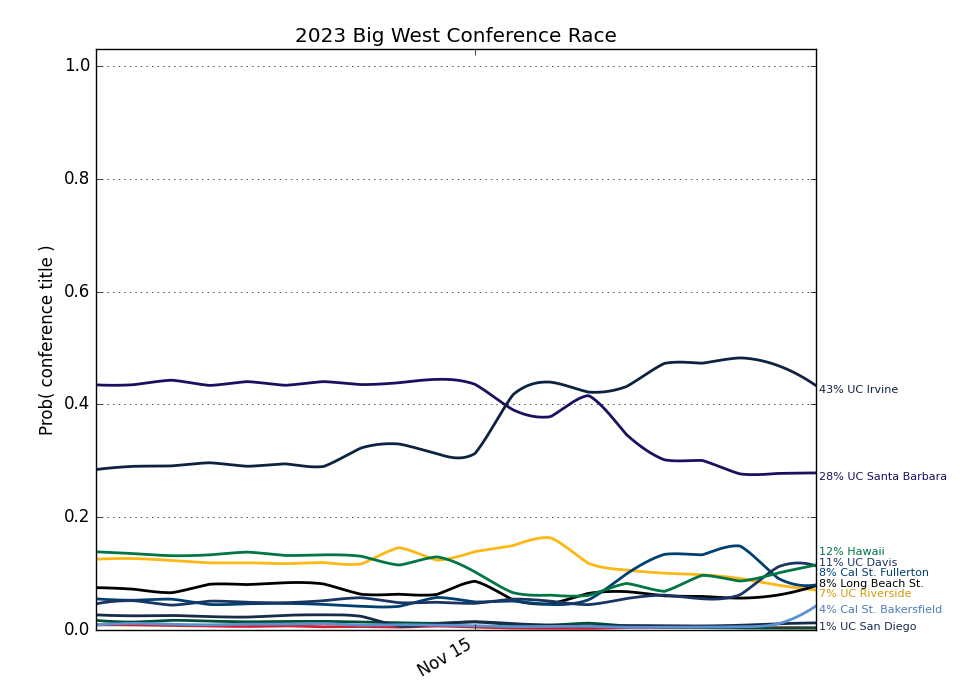 2023 Big West Conference Race
1.0
0.8
0.6
0.4
0.2
0.0
Prob( conference title )
Nov 15
43% UC Irvine
28% UC Santa Barbara
12% Hawaii
11% UC Davis
8% Cal St. Fullerton
8% Long Beach St.
7% UC Riverside
4% Cal St. Bakersfield
1% UC San Diego